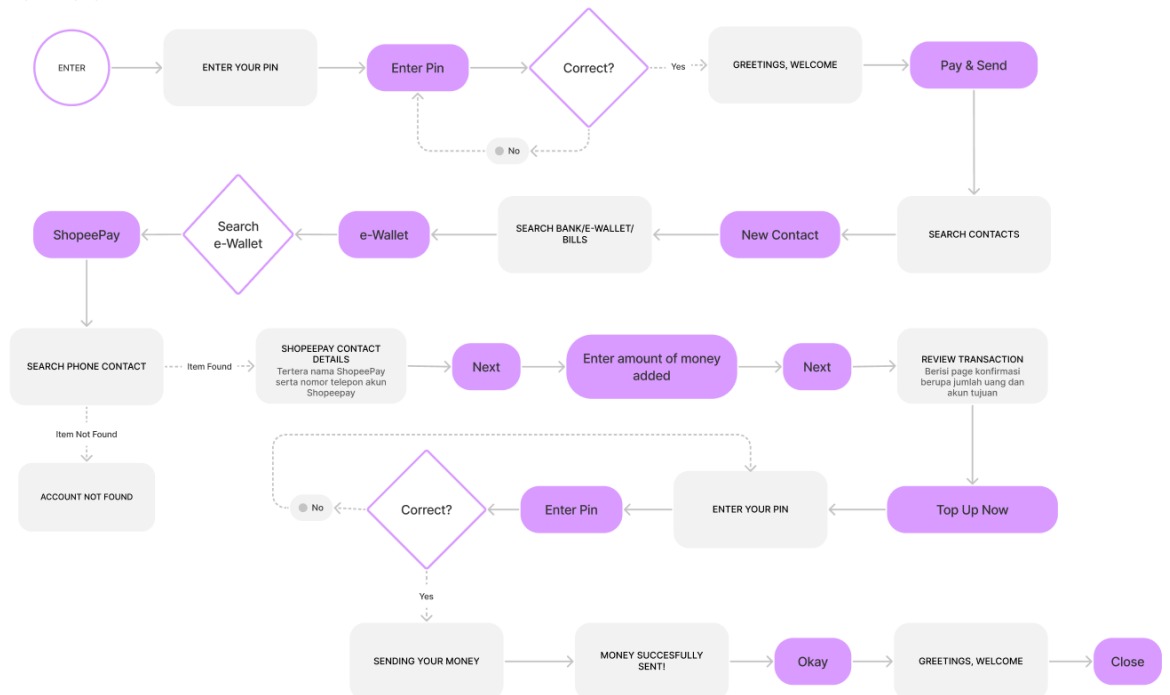 ENTER
ENTER YOUR PIN
Enter Pin
Correct?
Yes
GREETINGS, WELCOME
Pay & Send
No
ShopeePay
Search
e-Wallet
e-Wallet
SEARCH BANK/E-WALLET/
BILLS
New Contact
SEARCH CONTACTS
SEARCH PHONE CONTACT
Item Found
SHOPEEPAY CONTACT
DETAILS
Tertera nama ShopeePay
serta nomor telepon akun
Shopeepay
Next
Enter amount of money
added
Next
REVIEW TRANSACTION
Berisi page konfirmasi
berupa jumlah uang dan
akun tujuan
Item Not Found
ACCOUNT NOT FOUND
No
Correct?
Enter Pin
ENTER YOUR PIN
Top Up Now
Yes
SENDING YOUR MONEY
MONEY SUCCESFULLY
SENT!
Okay
GREETINGS, WELCOME
Close